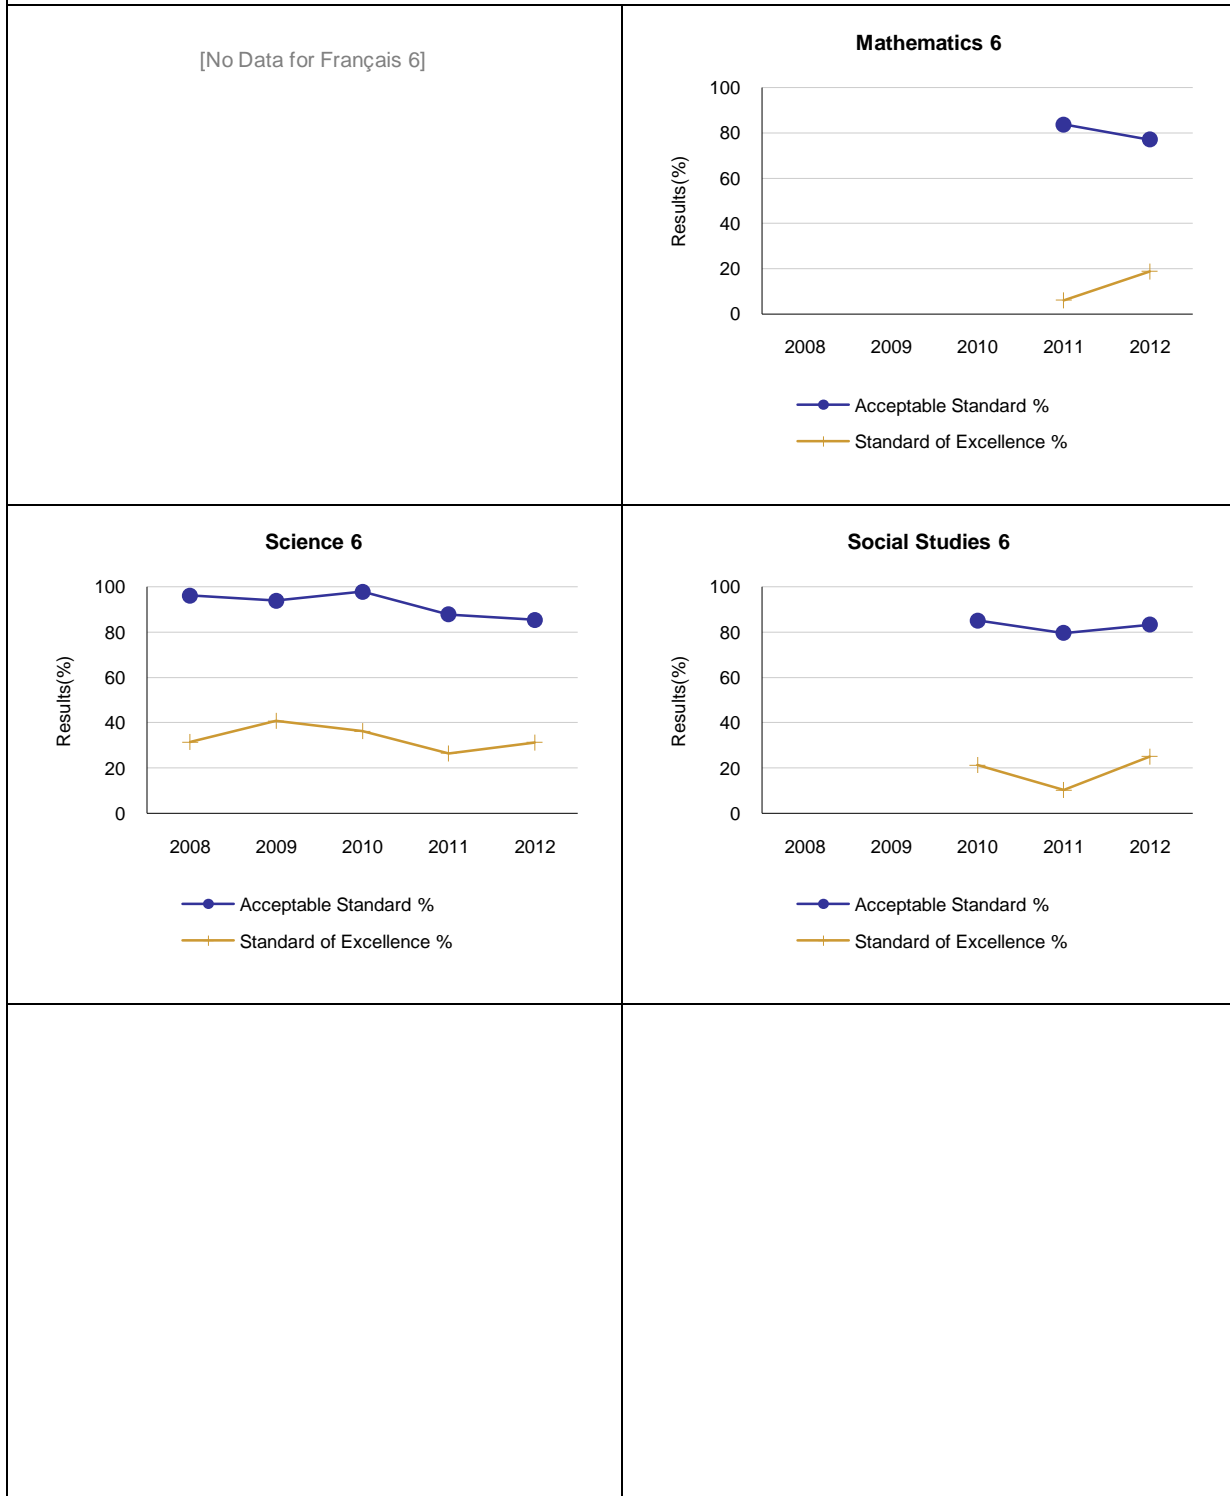 [No Data for Français 6]
Mathematics 6
100
80
60
40
20
0
Results(%)
2008 2009 2010 2011 2012
Acceptable Standard %
Standard of Excellence %
Science 6
100
80
60
40
20
0
Results(%)
2008 2009 2010 2011 2012
Acceptable Standard %
Standard of Excellence %
Social Studies 6
100
80
60
40
20
0
Results(%)
2008 2009 2010 2011 2012
Acceptable Standard %
Standard of Excellence %